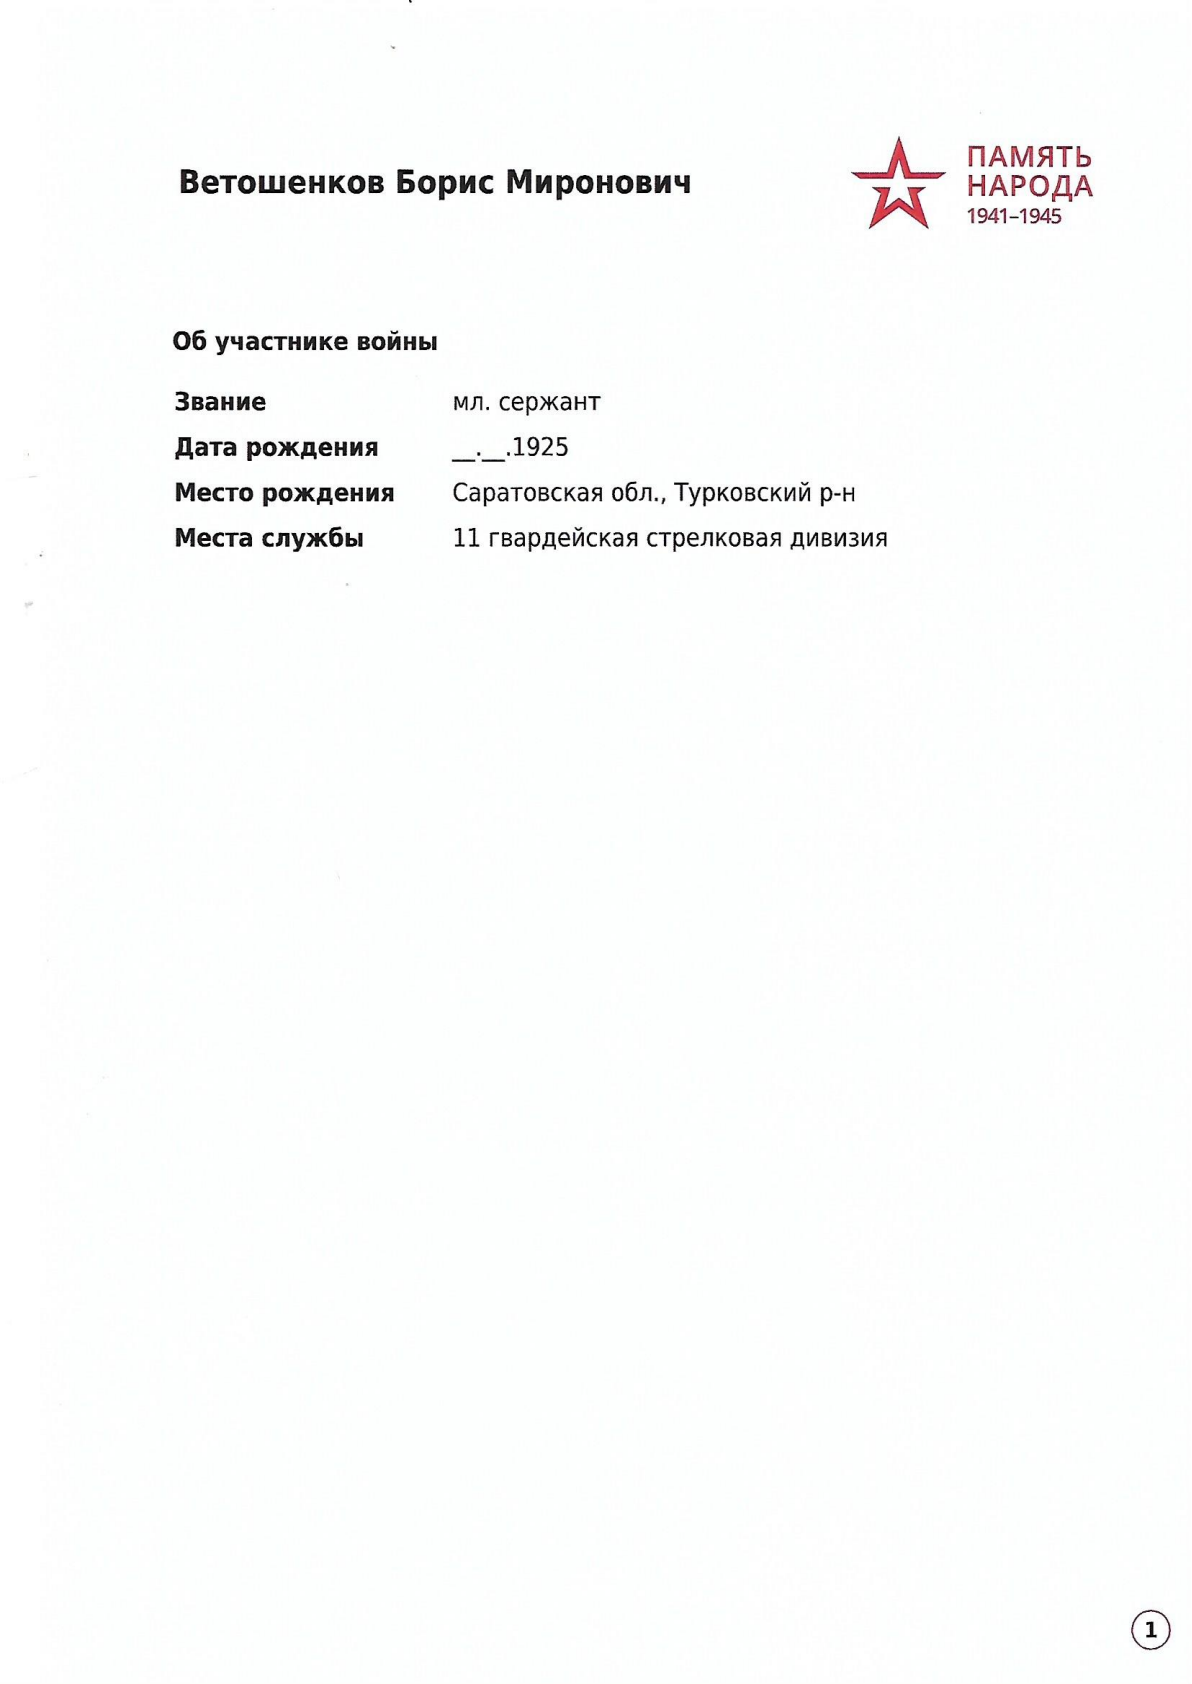 Ветошенков Борис Миронович
ПАМЯТЬ
НАРОДА
1941–1945
Об участнике войны
Звание мл. сержант
Дата рождения __.__.1925
Место рождения Саратовская обл., Турковский р-н
Места службы 11 гвардейская стрелковая дивизия
1